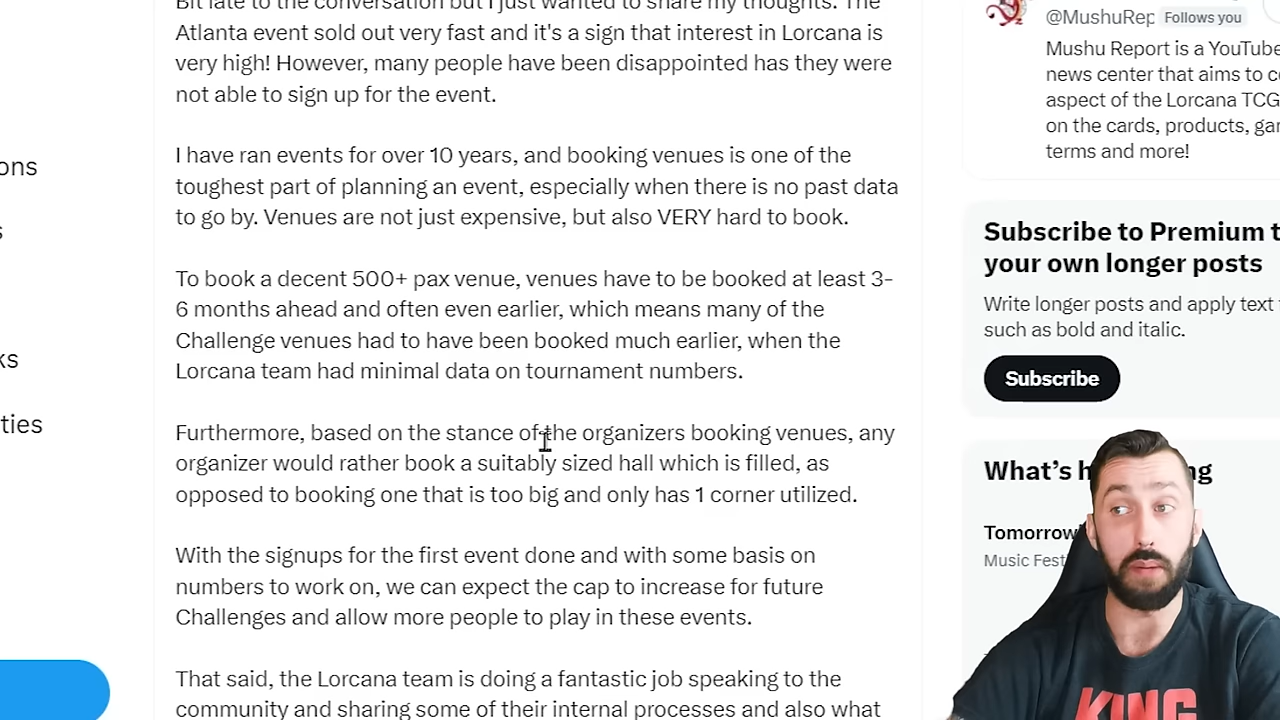 Bit late to the conversation but I just wanted to share my thoughts. The
Atlanta event sold out very fast and it's a sign that interest in Lorcana is
very high! However, many people have been disappointed has they were
not able to sign up for the event.
I have ran events for over 10 years, and booking venues is one of the
toughest part of planning an event, especially when there is no past data
to go by. Venues are not just expensive, but also VERY hard to book.
To book a decent 500+ pax venue, venues have to be booked at least 3-
6 months ahead and often even earlier, which means many of the
Challenge venues had to have been booked much earlier, when the
Lorcana team had minimal data on tournament numbers.
Furthermore, based on the stance of the organizers booking venues, any
organizer would rather book a suitably sized hall which is filled, as
opposed to booking one that is too big and only has 1 corner utilized.
With the signups for the first event done and with some basis on
numbers to work on, we can expect the cap to increase for future
Challenges and allow more people to play in these events.
That said, the Lorcana team is doing a fantastic job speaking to the
community and sharing some of their internal processes and also what
ons
s
ks
ties
@MushuRep Follows you
Mushu Report is a YouTube
news center that aims to c
aspect of the Lorcana TCG
on the cards, products, ga
terms and more!
Subscribe to Premium t
your own longer posts
Write longer posts and apply text
such as bold and italic.
Subscribe
What's h g
Tomorrow
Music Fest
KING